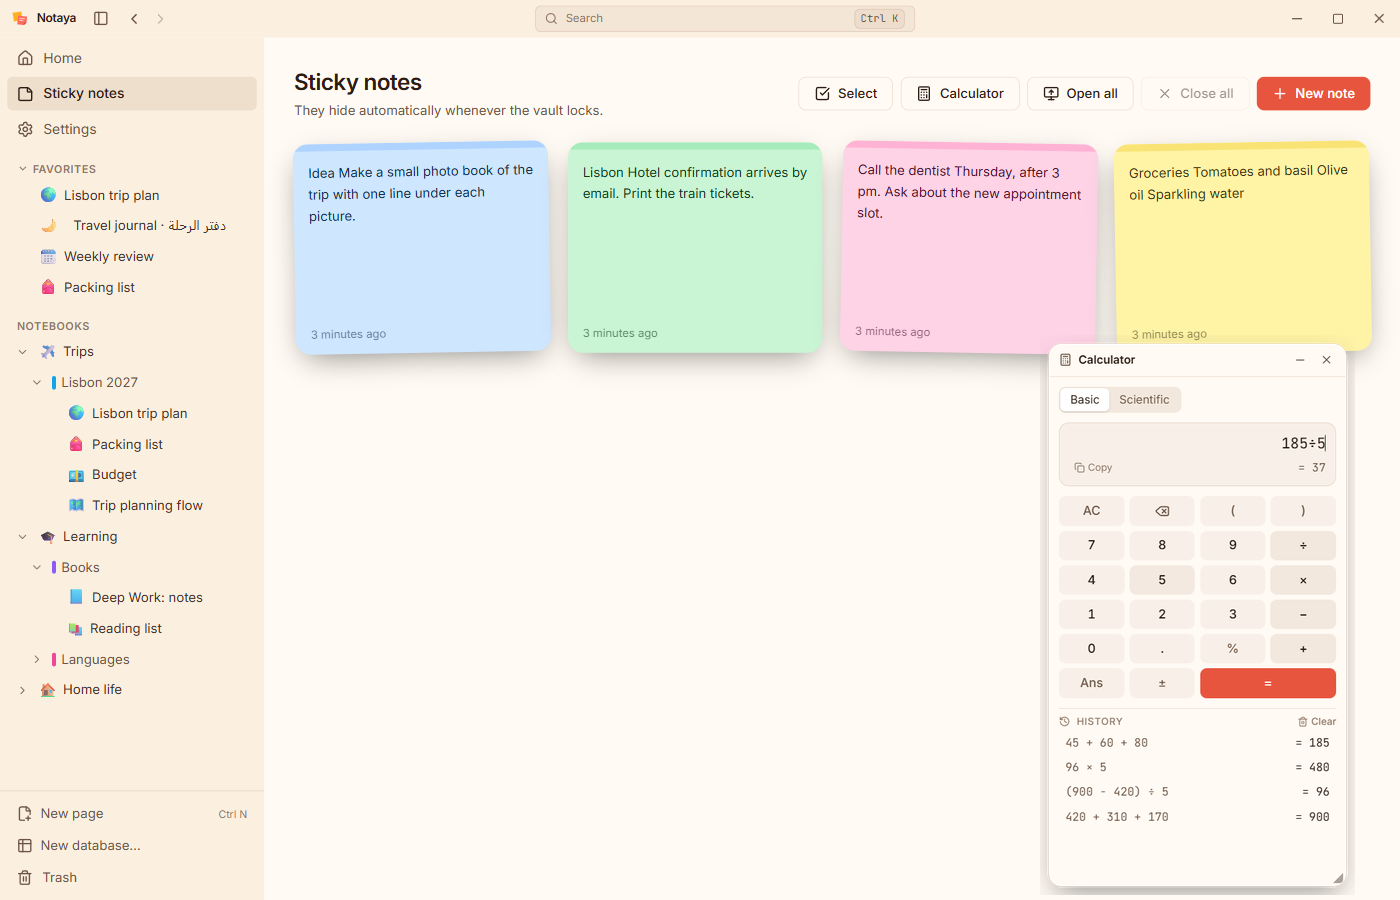 Notaya
Search
Ctrl K
Home
Sticky notes
Settings
FAVORITES
Lisbon trip plan
Travel journal · دفتر الرحلة
Weekly review
Packing list
NOTEBOOKS
Trips
Lisbon 2027
Lisbon trip plan
Packing list
Budget
Trip planning flow
Learning
Books
Deep Work: notes
Reading list
Languages
Home life
New page
Ctrl N
New database...
Trash
Sticky notes
They hide automatically whenever the vault locks.
Select
Calculator
Open all
Close all
New note
Idea Make a small photo book of the
trip with one line under each
picture.
3 minutes ago
Lisbon Hotel confirmation arrives by
email. Print the train tickets.
3 minutes ago
Call the dentist Thursday, after 3
pm. Ask about the new appointment
slot.
3 minutes ago
Groceries Tomatoes and basil Olive
oil Sparkling water
3 minutes ago
Calculator
Basic Scientific
185÷5
Copy = 37
AC ( )
7 8 9 ÷
4 5 6 ×
1 2 3 −
0 . % +
Ans ± =
HISTORY Clear
45 + 60 + 80 = 185
96 × 5 = 480
(900 - 420) ÷ 5 = 96
420 + 310 + 170 = 900